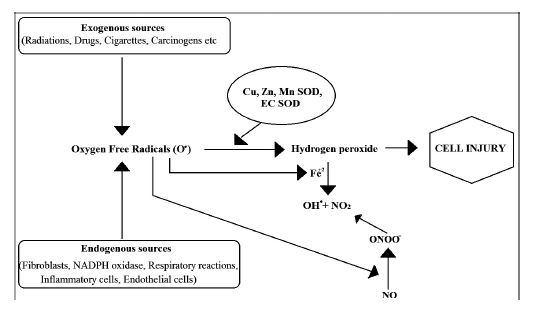 Exogenous sources
(Radiations, Drugs, Cigarettes, Carcinogens etc
Cu, Zn, Mn SOD,
EC SOD
Oxygen Free Radicals (O•)
Hydrogen peroxide
CELL INJURY
Fé²
OH•+ NO₂
ONOO⁻
Endogenous sources
(Fibroblasts, NADPH oxidase, Respiratory reactions,
Inflammatory cells, Endothelial cells)
NO